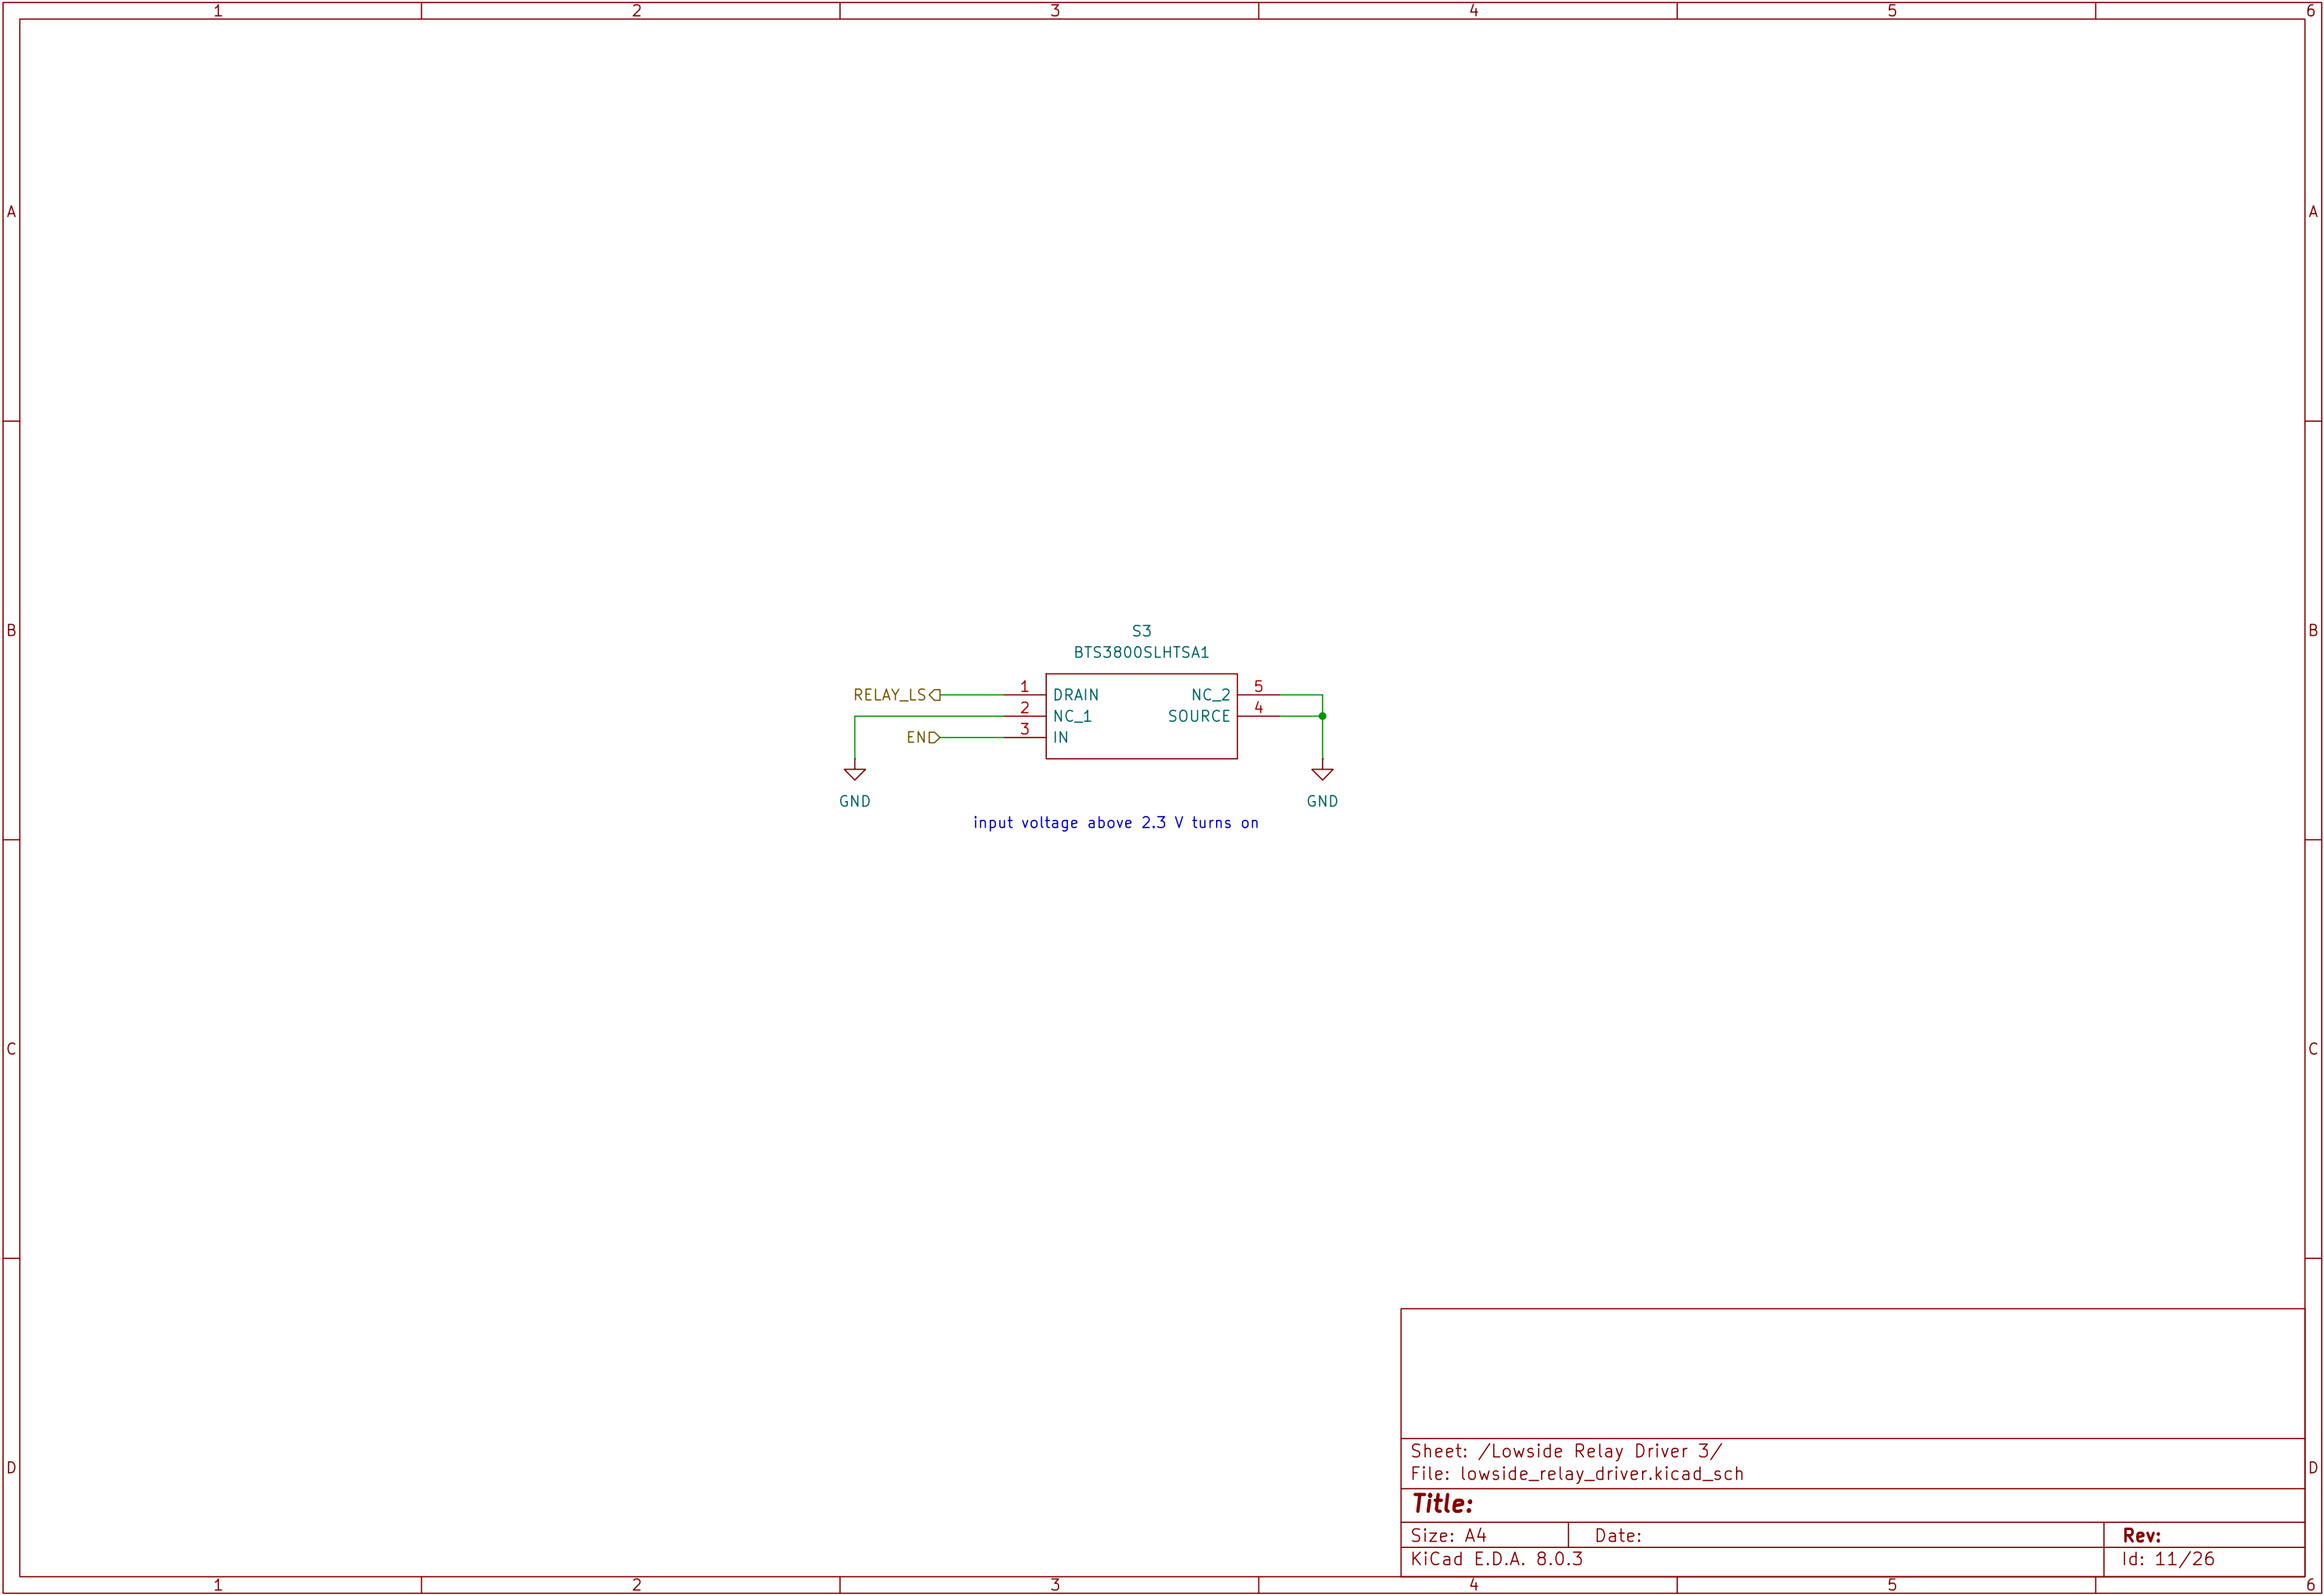 1 2 3 4 5 6
A A
B B
S3
BTS3800SLHTSA1
RELAY_LS 1 DRAIN NC_2 5
2 NC_1 SOURCE 4
EN 3 IN
GND GND
input voltage above 2.3 V turns on
C C
D D
Sheet: /Lowside Relay Driver 3/
File: lowside_relay_driver.kicad_sch
Title:
Size: A4 Date: Rev:
KiCad E.D.A. 8.0.3 Id: 11/26
1 2 3 4 5 6